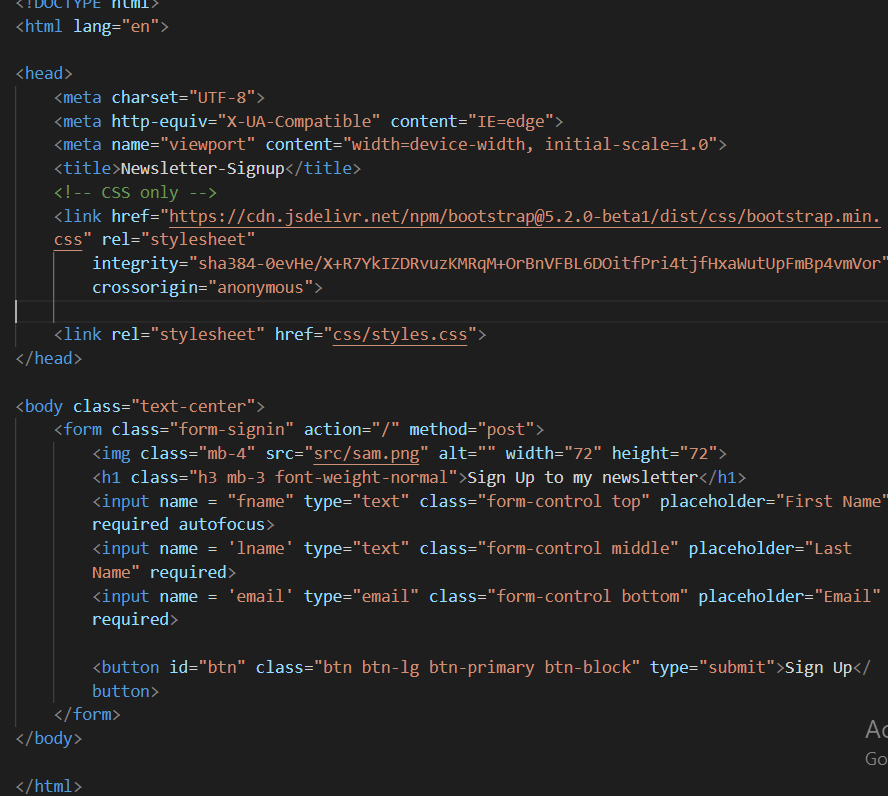 <!DOCTYPE html>
<html lang="en">
<head>
<meta charset="UTF-8">
<meta http-equiv="X-UA-Compatible" content="IE=edge">
<meta name="viewport" content="width=device-width, initial-scale=1.0">
<title>Newsletter-Signup</title>
<!-- CSS only -->
<link href="https://cdn.jsdelivr.net/npm/bootstrap@5.2.0-beta1/dist/css/bootstrap.min.
css" rel="stylesheet"
integrity="sha384-0evHe/X+R7YkIZDRvuzKMRqM+OrBnVFBL6DOitfPri4tjfHxaWutUpFmBp4vmVor"
crossorigin="anonymous">
<link rel="stylesheet" href="css/styles.css">
</head>
<body class="text-center">
<form class="form-signin" action="/" method="post">
<img class="mb-4" src="src/sam.png" alt="" width="72" height="72">
<h1 class="h3 mb-3 font-weight-normal">Sign Up to my newsletter</h1>
<input name = "fname" type="text" class="form-control top" placeholder="First Name"
required autofocus>
<input name = 'lname' type="text" class="form-control middle" placeholder="Last
Name" required>
<input name = 'email' type="email" class="form-control bottom" placeholder="Email"
required>
<button id="btn" class="btn btn-lg btn-primary btn-block" type="submit">Sign Up</
button>
</form>
</body>
Go
</html>